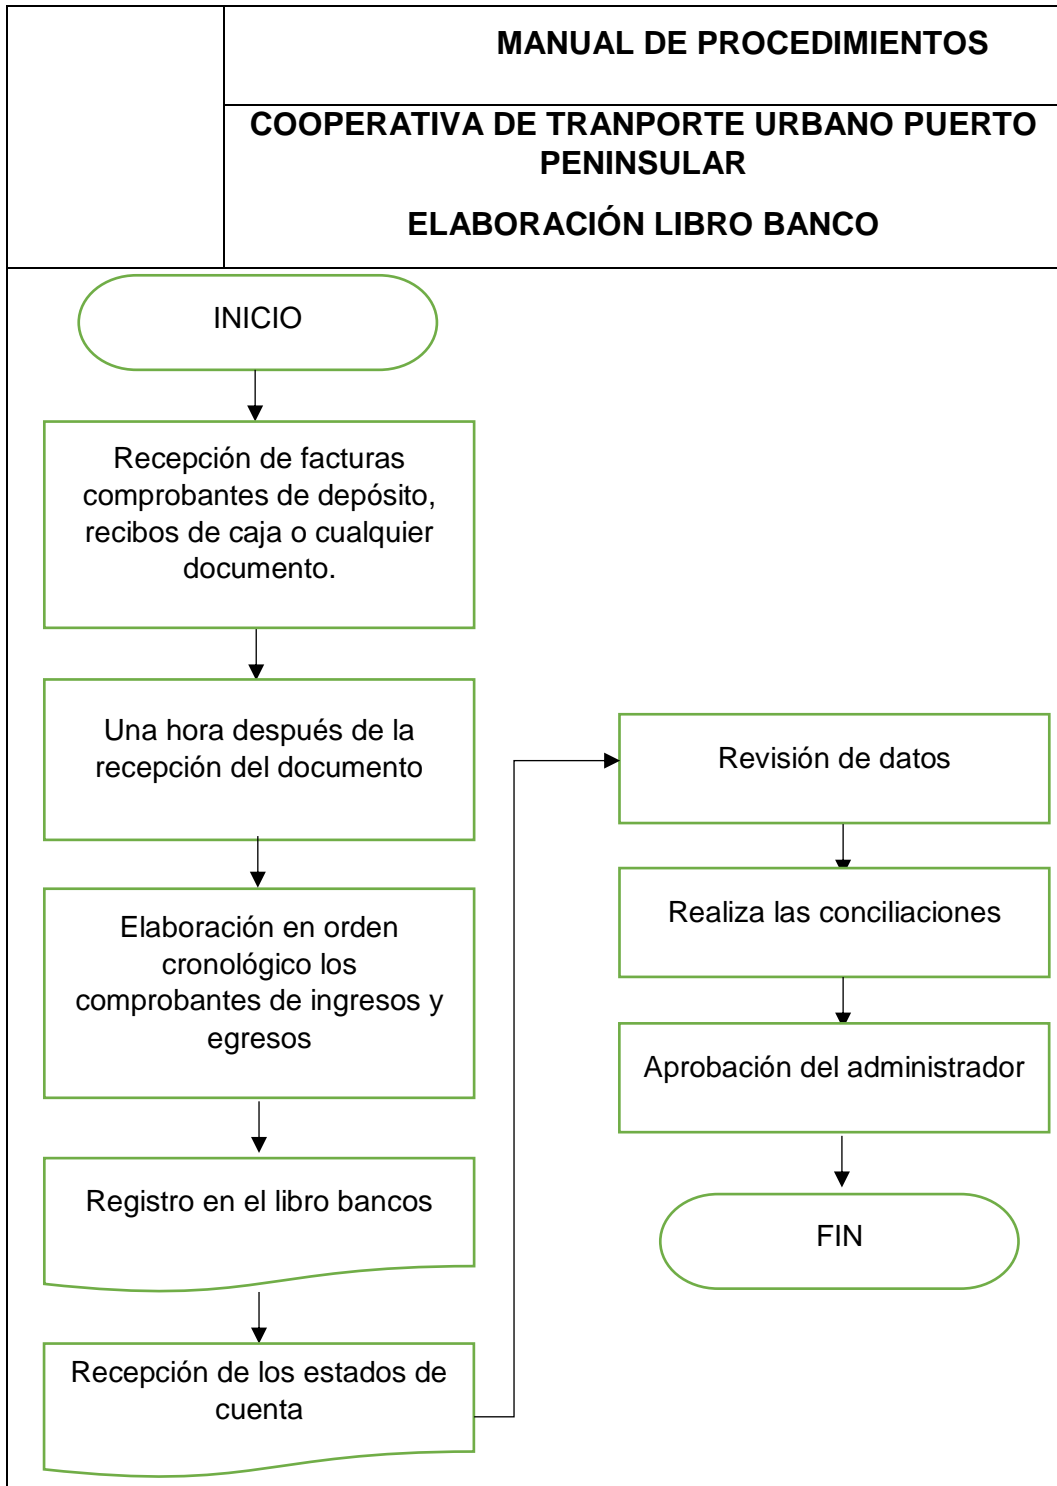 MANUAL DE PROCEDIMIENTOS
COOPERATIVA DE TRANPORTE URBANO PUERTO
PENINSULAR
ELABORACIÓN LIBRO BANCO
INICIO
Recepción de facturas
comprobantes de depósito,
recibos de caja o cualquier
documento.
Una hora después de la
recepción del documento
Elaboración en orden
cronológico los
comprobantes de ingresos y
egresos
Registro en el libro bancos
Recepción de los estados de
cuenta
Revisión de datos
Realiza las conciliaciones
Aprobación del administrador
FIN